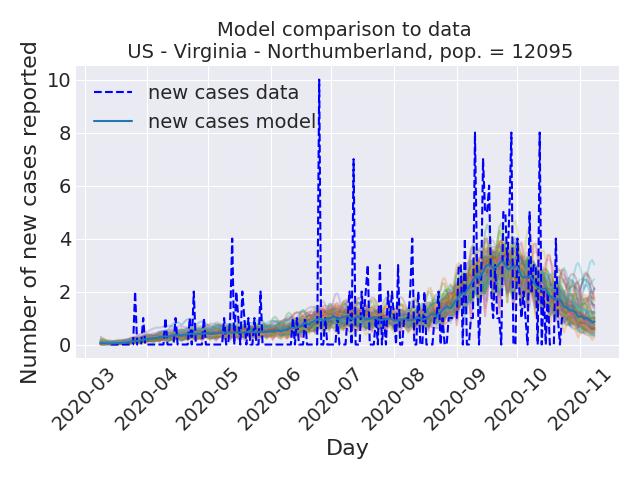 Model comparison to data
US - Virginia - Northumberland, pop. = 12095
Number of new cases reported
10
8
6
4
2
0
new cases data
new cases model
2020-03
2020-04
2020-05
2020-06
2020-07
2020-08
2020-09
2020-10
2020-11
Day